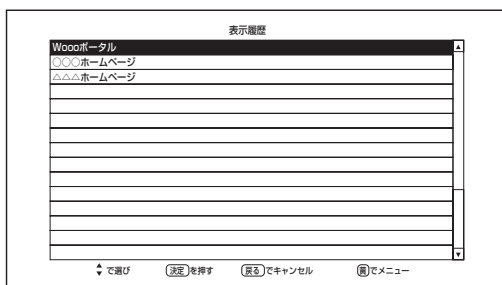 表示履歴
Woooポータル
○○○ホームページ
△△△ホームページ
で選び 決定を押す 戻るでキャンセル 黄でメニュー